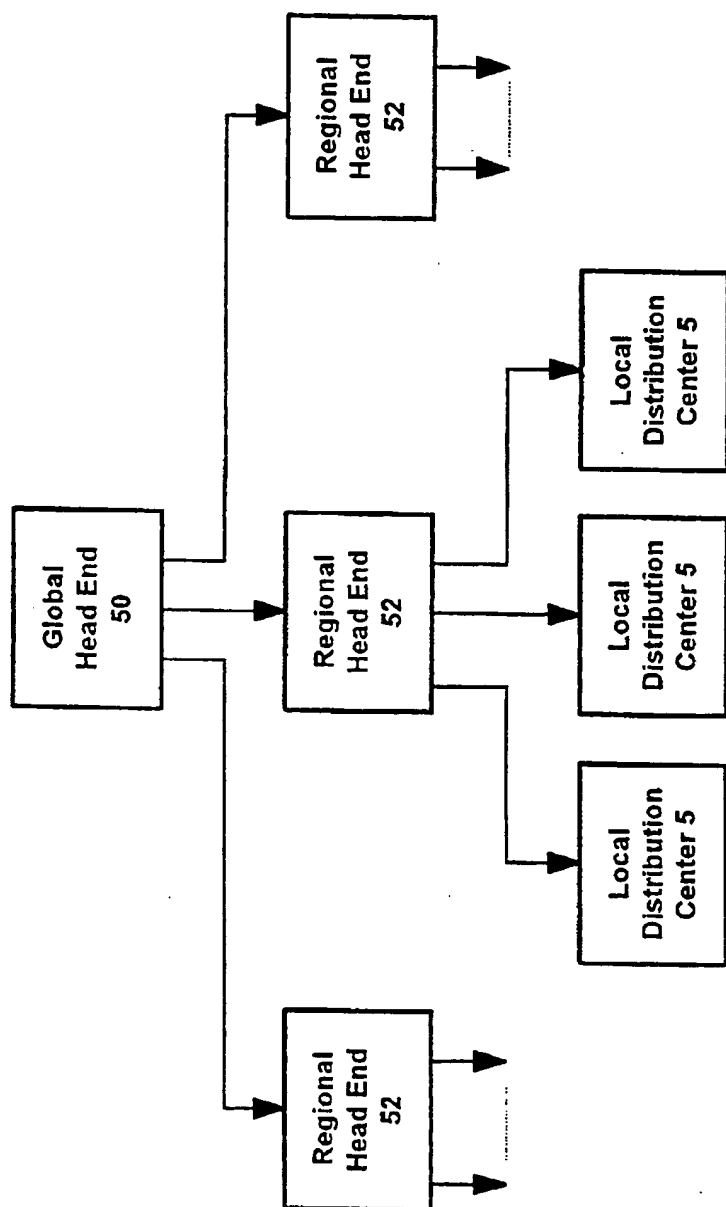 Global
Head End
50
Regional
Head End
52
Regional
Head End
52
Regional
Head End
52
Local
Distribution
Center 5
Local
Distribution
Center 5
Local
Distribution
Center 5